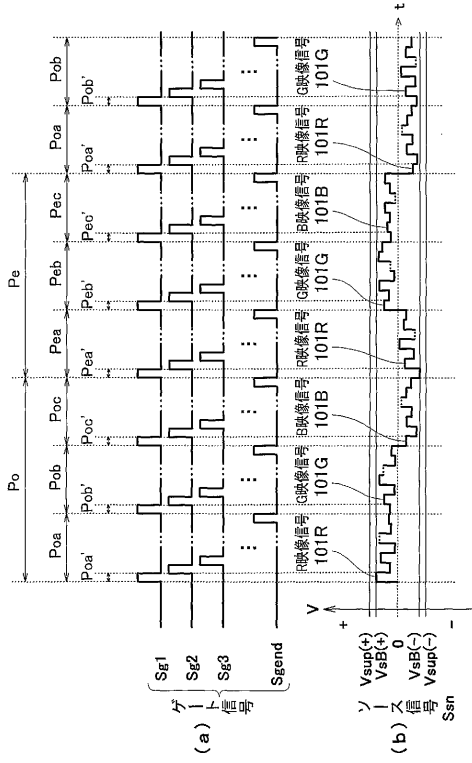 Po
Pe
Poa
Pob
Poc
Pea
Peb
Pec
Poa
Pob
Poa'
Pob'
Poc'
Pea'
Peb'
Pec'
Poa'
Pob'
(a)
ゲート信号
Sg1
Sg2
Sg3
Sgend
R映像信号
101R
G映像信号
101G
B映像信号
101B
R映像信号
101R
G映像信号
101G
B映像信号
101B
R映像信号
101R
G映像信号
101G
V
t
+
Vsup(+)
VsB(+)
0
VsB(-)
Vsup(-)
-
(b)
ソース信号
Ssn